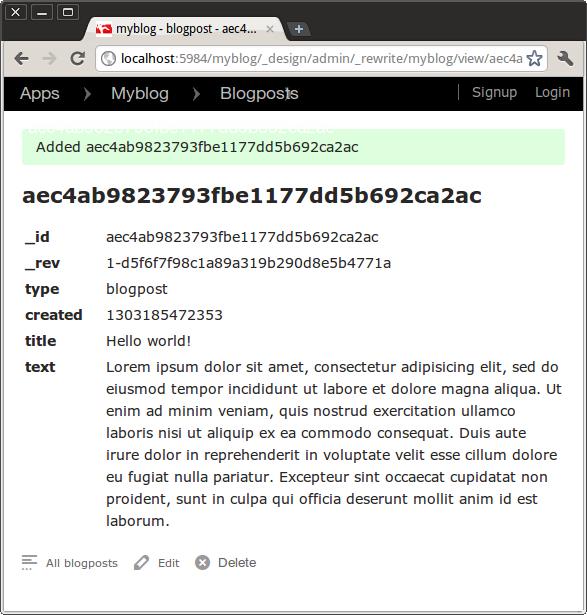 myblog - blogpost - aec4...
localhost:5984/myblog/_design/admin/_rewrite/myblog/view/aec4a
Apps Myblog Blogposts Signup Login
Added aec4ab9823793fbe1177dd5b692ca2ac
aec4ab9823793fbe1177dd5b692ca2ac
_id aec4ab9823793fbe1177dd5b692ca2ac
_rev 1-d5f6f7f98c1a89a319b290d8e5b4771a
type blogpost
created 1303185472353
title Hello world!
text Lorem ipsum dolor sit amet, consectetur adipisicing elit, sed do
eiusmod tempor incididunt ut labore et dolore magna aliqua. Ut
enim ad minim veniam, quis nostrud exercitation ullamco
laboris nisi ut aliquip ex ea commodo consequat. Duis aute
irure dolor in reprehenderit in voluptate velit esse cillum dolore
eu fugiat nulla pariatur. Excepteur sint occaecat cupidatat non
proident, sunt in culpa qui officia deserunt mollit anim id est
laborum.
All blogposts Edit Delete